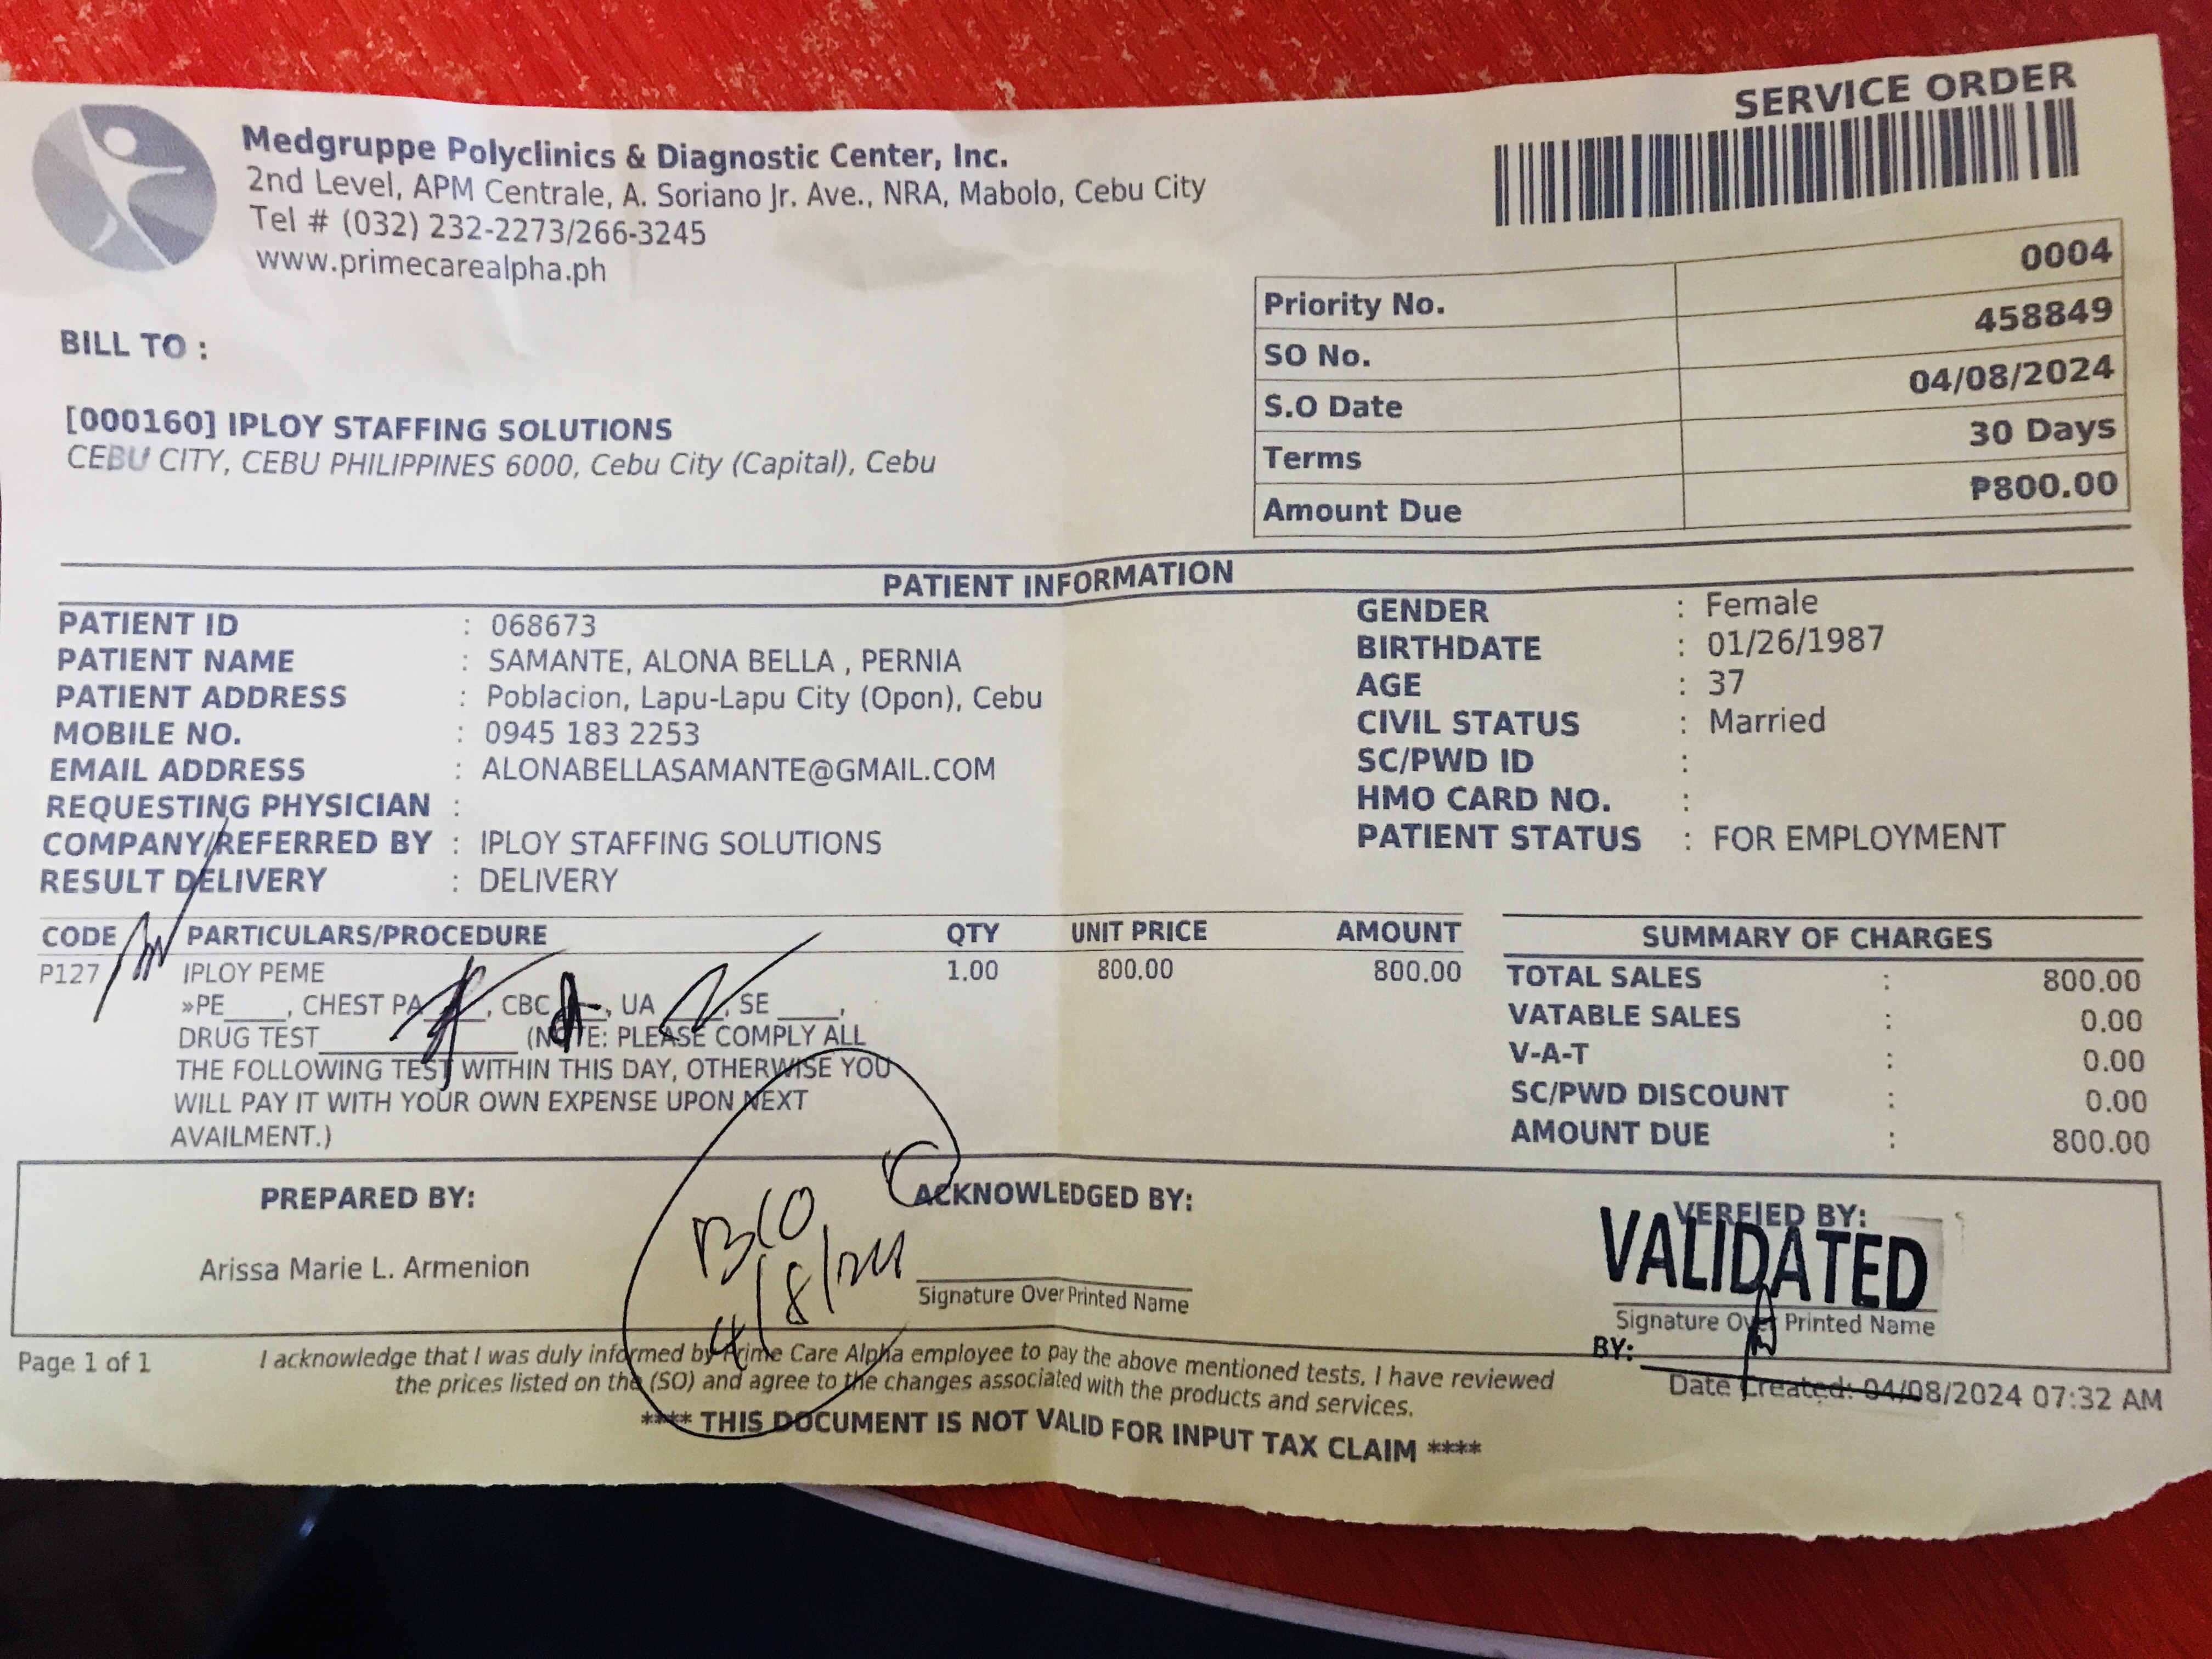 SERVICE ORDER
Medgruppe Polyclinics & Diagnostic Center, Inc.
2nd Level, APM Centrale, A. Soriano Jr. Ave., NRA, Mabolo, Cebu City
Tel # (032) 232-2273/266-3245
www.primecarealpha.ph
Priority No. 0004
SO No. 458849
S.O Date 04/08/2024
Terms 30 Days
Amount Due ₱800.00
BILL TO :
[000160] IPLOY STAFFING SOLUTIONS
CEBU CITY, CEBU PHILIPPINES 6000, Cebu City (Capital), Cebu
PATIENT INFORMATION
PATIENT ID : 068673
PATIENT NAME : SAMANTE, ALONA BELLA , PERNIA
PATIENT ADDRESS : Poblacion, Lapu-Lapu City (Opon), Cebu
MOBILE NO. : 0945 183 2253
EMAIL ADDRESS : ALONABELLASAMANTE@GMAIL.COM
REQUESTING PHYSICIAN :
COMPANY/REFERRED BY : IPLOY STAFFING SOLUTIONS
RESULT DELIVERY : DELIVERY
GENDER : Female
BIRTHDATE : 01/26/1987
AGE : 37
CIVIL STATUS : Married
SC/PWD ID :
HMO CARD NO. :
PATIENT STATUS : FOR EMPLOYMENT
CODE PARTICULARS/PROCEDURE QTY UNIT PRICE AMOUNT
P127 IPLOY PEME 1.00 800.00 800.00
»PE____, CHEST PA____, CBC____, UA ____, SE ____,
DRUG TEST____________ (NOTE: PLEASE COMPLY ALL
THE FOLLOWING TEST WITHIN THIS DAY, OTHERWISE YOU
WILL PAY IT WITH YOUR OWN EXPENSE UPON NEXT
AVAILMENT.)
SUMMARY OF CHARGES
TOTAL SALES : 800.00
VATABLE SALES : 0.00
V-A-T : 0.00
SC/PWD DISCOUNT : 0.00
AMOUNT DUE : 800.00
PREPARED BY:
Arissa Marie L. Armenion
4/8/24
ACKNOWLEDGED BY:
Signature Over Printed Name
VERFIED BY:
VALIDATED
Signature Over Printed Name
BY:
Page 1 of 1
I acknowledge that I was duly informed by Prime Care Alpha employee to pay the above mentioned tests, I have reviewed
the prices listed on the (SO) and agree to the changes associated with the products and services.
Date Created: 04/08/2024 07:32 AM
**** THIS DOCUMENT IS NOT VALID FOR INPUT TAX CLAIM ****